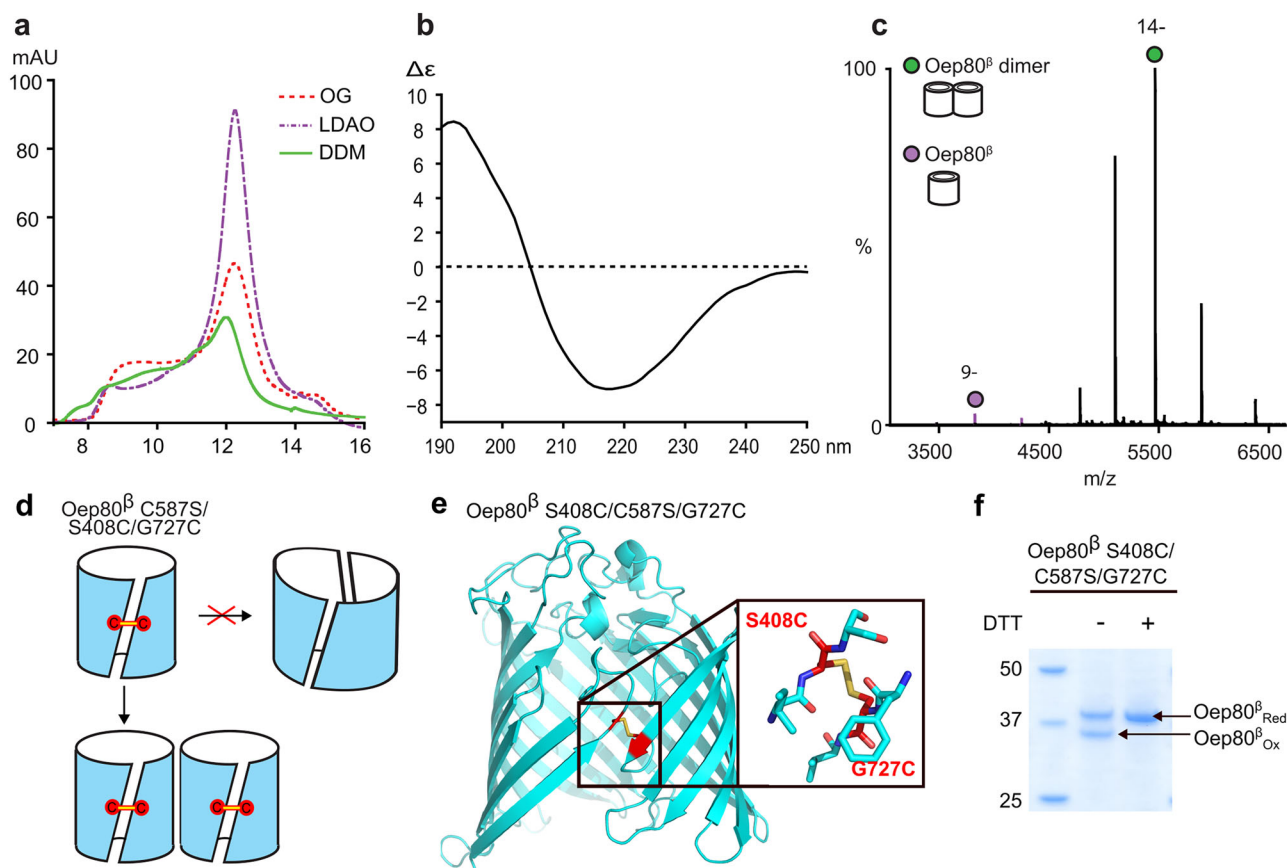 a
mAU
100
80
60
40
20
0
8
10
12
14
16
OG
LDAO
DDM
b
Δε
10
8
6
4
2
0
−2
−4
−6
−8
190
200
210
220
230
240
250 nm
c
14-
100
Oep80β dimer
Oep80β
%
9-
0
3500
4500
5500
6500
m/z
d
Oep80β C587S/
S408C/G727C
C C
C C
C C
e
Oep80β S408C/C587S/G727C
S408C
G727C
f
Oep80β S408C/
C587S/G727C
DTT - +
50
37
25
Oep80βRed
Oep80βOx